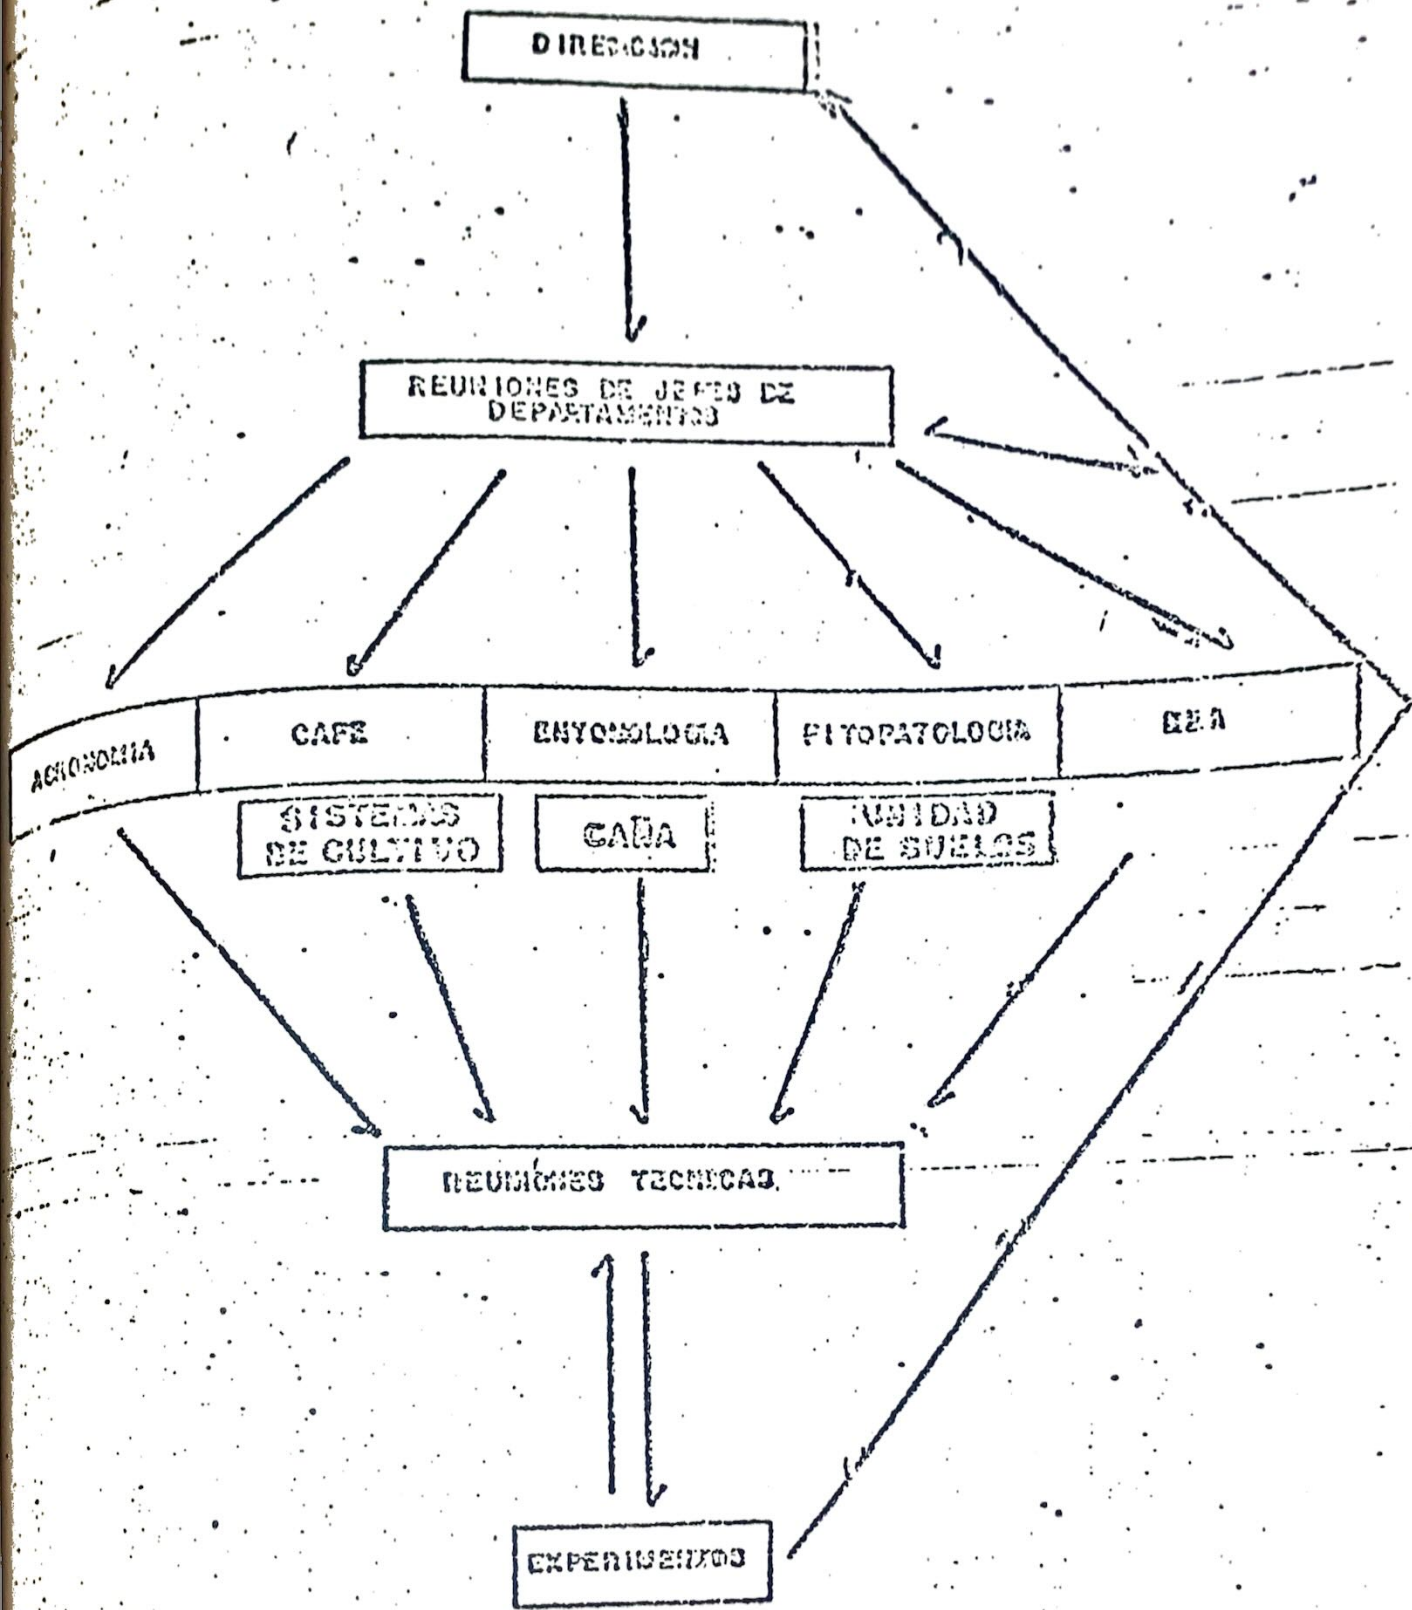 DIRECCION
REUNIONES DE JEFES DE
DEPARTAMENTOS
AGRONOMIA
CAFE
ENTOMOLOGIA
FITOPATOLOGIA
SISTEMAS
DE CULTIVO
CAÑA
UNIDAD
DE SUELOS
REUNIONES TECNICAS.
EXPERIMENTOS